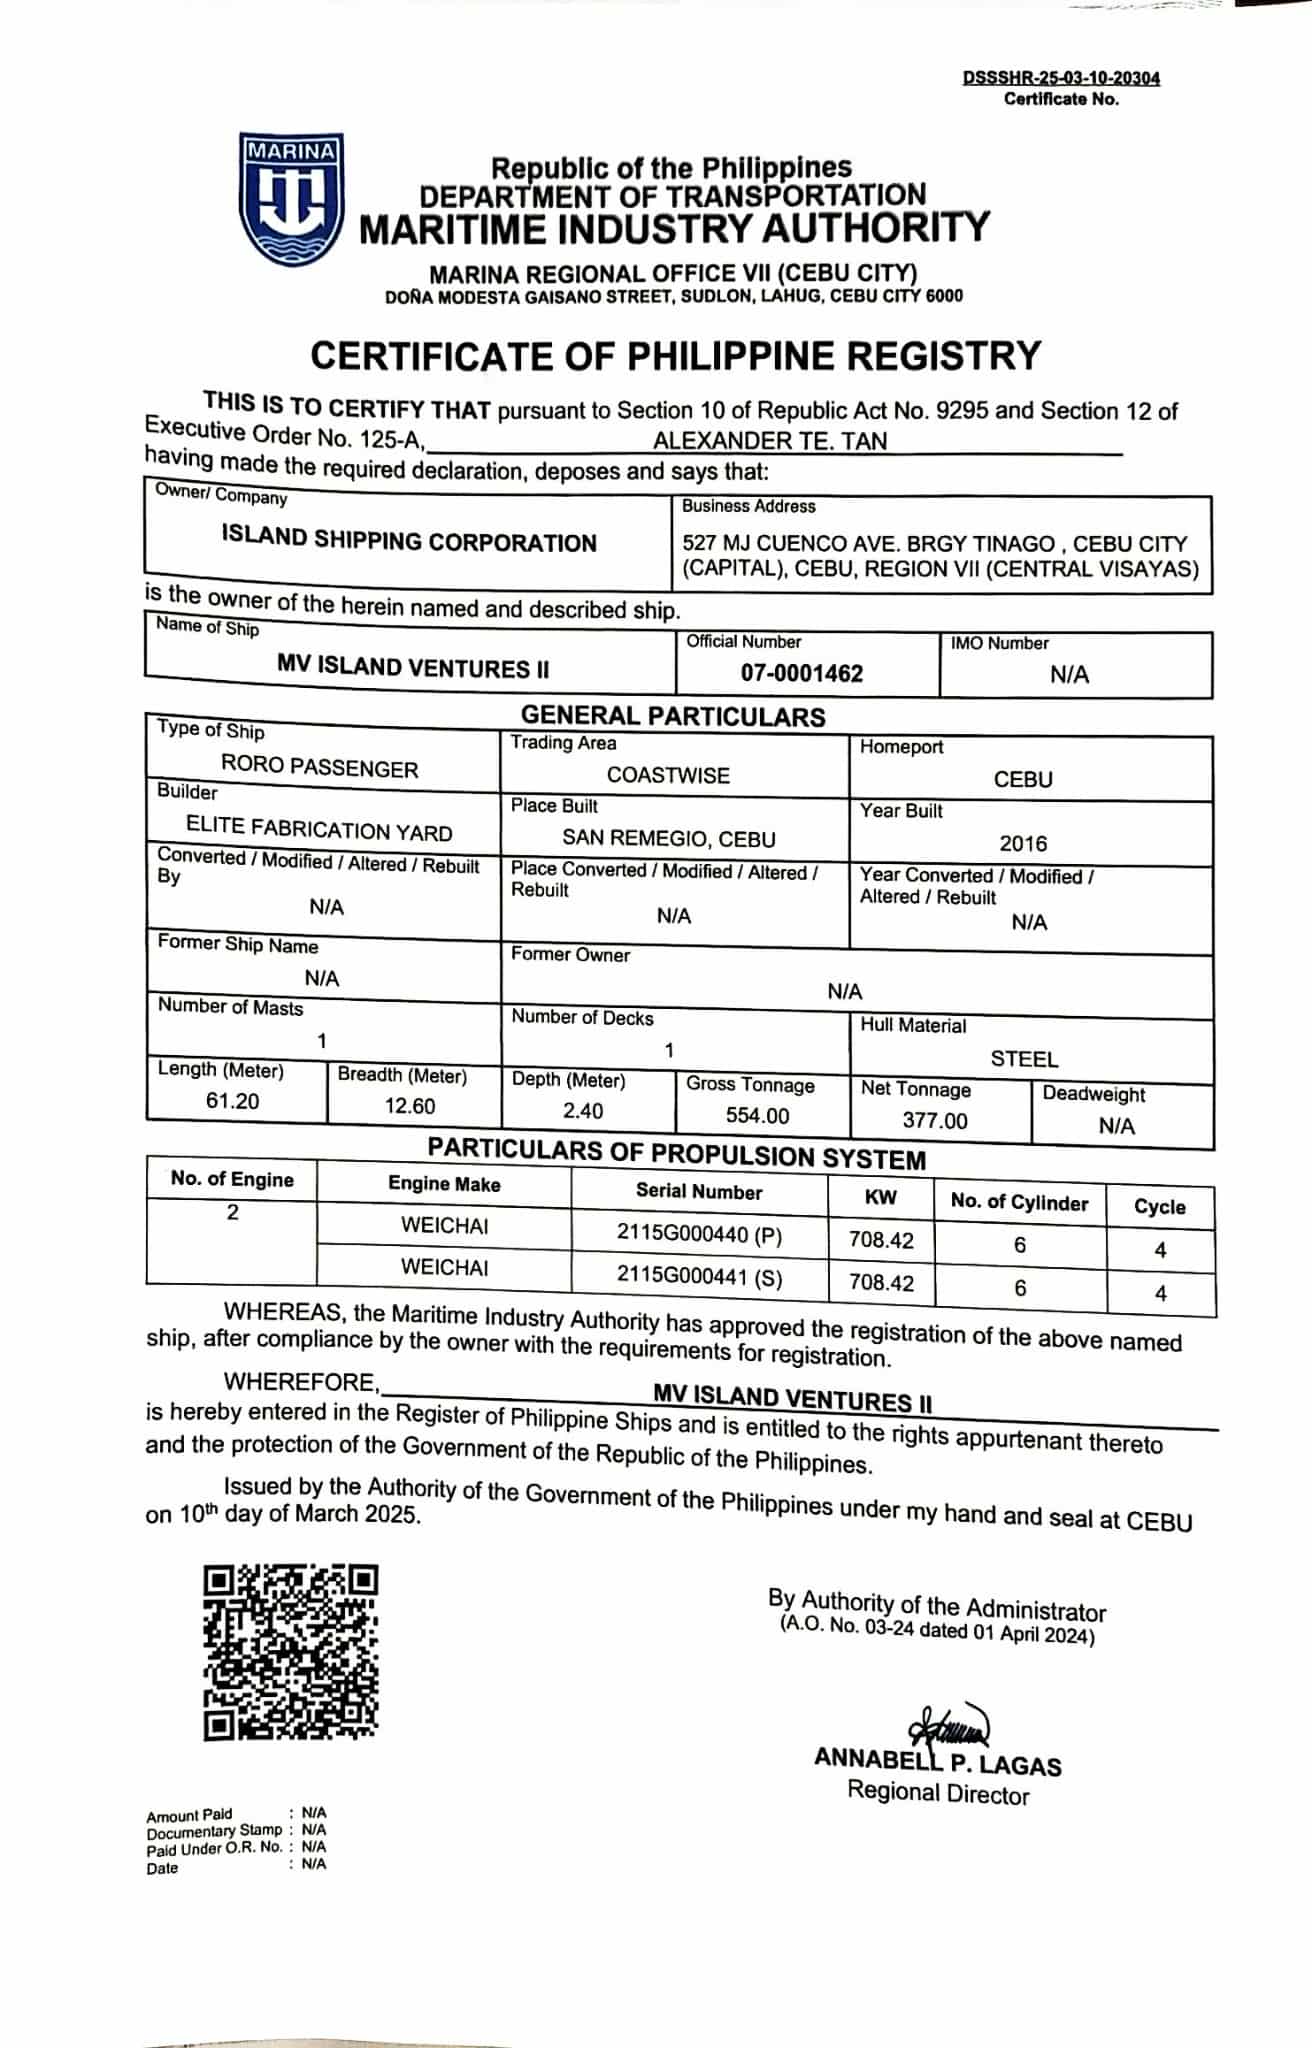 DSSSHR-25-03-10-20304
Certificate No.
MARINA
Republic of the Philippines
DEPARTMENT OF TRANSPORTATION
MARITIME INDUSTRY AUTHORITY
MARINA REGIONAL OFFICE VII (CEBU CITY)
DOÑA MODESTA GAISANO STREET, SUDLON, LAHUG, CEBU CITY 6000
CERTIFICATE OF PHILIPPINE REGISTRY
THIS IS TO CERTIFY THAT pursuant to Section 10 of Republic Act No. 9295 and Section 12 of
Executive Order No. 125-A, ALEXANDER TE. TAN
having made the required declaration, deposes and says that:
Owner/ Company
ISLAND SHIPPING CORPORATION
Business Address
527 MJ CUENCO AVE. BRGY TINAGO , CEBU CITY
(CAPITAL), CEBU, REGION VII (CENTRAL VISAYAS)
is the owner of the herein named and described ship.
Name of Ship
MV ISLAND VENTURES II
Official Number
07-0001462
IMO Number
N/A
GENERAL PARTICULARS
Type of Ship
RORO PASSENGER
Trading Area
COASTWISE
Homeport
CEBU
Builder
ELITE FABRICATION YARD
Place Built
SAN REMEGIO, CEBU
Year Built
2016
Converted / Modified / Altered / Rebuilt
By
N/A
Place Converted / Modified / Altered /
Rebuilt
N/A
Year Converted / Modified /
Altered / Rebuilt
N/A
Former Ship Name
N/A
Former Owner
N/A
Number of Masts
1
Number of Decks
1
Hull Material
STEEL
Length (Meter)
61.20
Breadth (Meter)
12.60
Depth (Meter)
2.40
Gross Tonnage
554.00
Net Tonnage
377.00
Deadweight
N/A
PARTICULARS OF PROPULSION SYSTEM
No. of Engine Engine Make Serial Number KW No. of Cylinder Cycle
2 WEICHAI 2115G000440 (P) 708.42 6 4
WEICHAI 2115G000441 (S) 708.42 6 4
WHEREAS, the Maritime Industry Authority has approved the registration of the above named
ship, after compliance by the owner with the requirements for registration.
WHEREFORE, MV ISLAND VENTURES II
is hereby entered in the Register of Philippine Ships and is entitled to the rights appurtenant thereto
and the protection of the Government of the Republic of the Philippines.
Issued by the Authority of the Government of the Philippines under my hand and seal at CEBU
on 10th day of March 2025.
By Authority of the Administrator
(A.O. No. 03-24 dated 01 April 2024)
ANNABELL P. LAGAS
Regional Director
Amount Paid : N/A
Documentary Stamp : N/A
Paid Under O.R. No. : N/A
Date : N/A